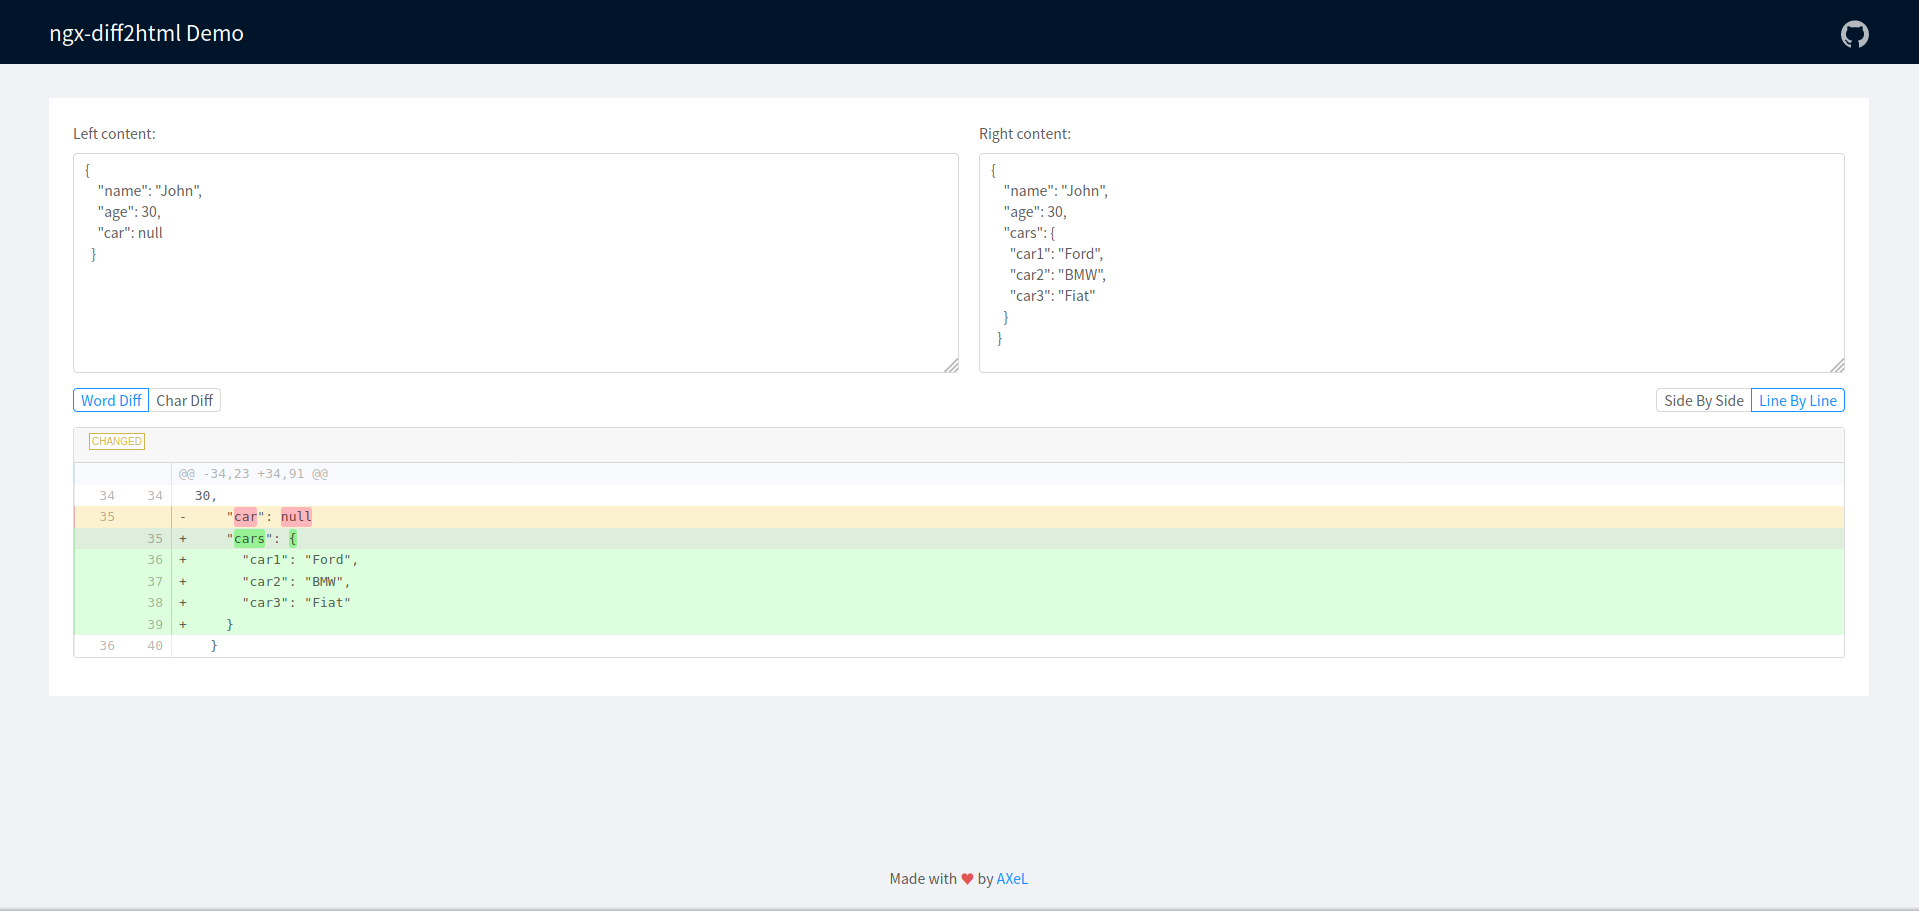 ngx-diff2html Demo
Left content:
{
"name": "John",
"age": 30,
"car": null
}
Right content:
{
"name": "John",
"age": 30,
"cars": {
"car1": "Ford",
"car2": "BMW",
"car3": "Fiat"
}
}
Word Diff Char Diff
Side By Side Line By Line
CHANGED
@@ -34,23 +34,91 @@
34 34 30,
35 - "car": null
35 + "cars": {
36 + "car1": "Ford",
37 + "car2": "BMW",
38 + "car3": "Fiat"
39 + }
36 40 }
Made with ♥ by AXeL